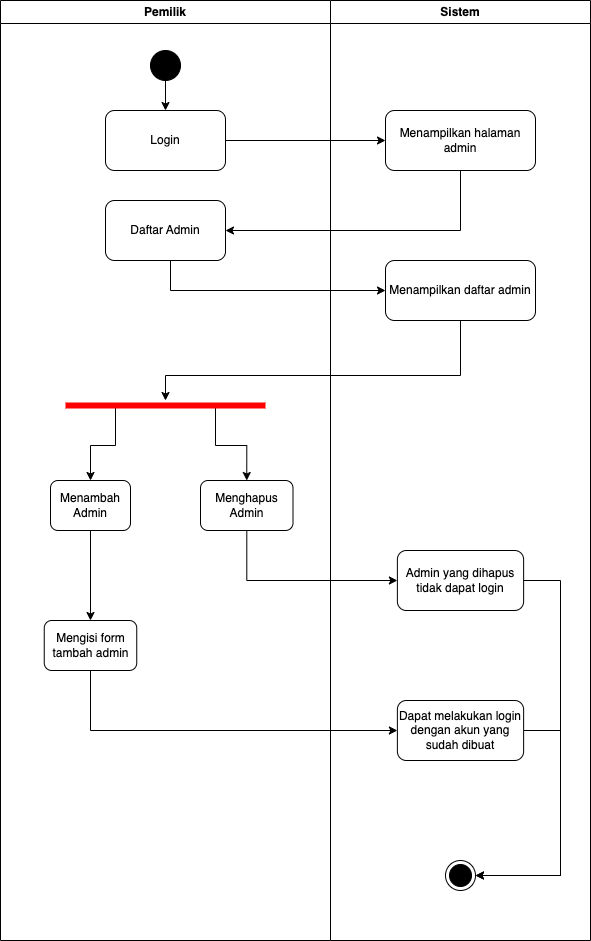 Pemilik
Sistem
Login
Menampilkan halaman
admin
Daftar Admin
Menampilkan daftar admin
Menambah
Admin
Menghapus
Admin
Admin yang dihapus
tidak dapat login
Mengisi form
tambah admin
Dapat melakukan login
dengan akun yang
sudah dibuat